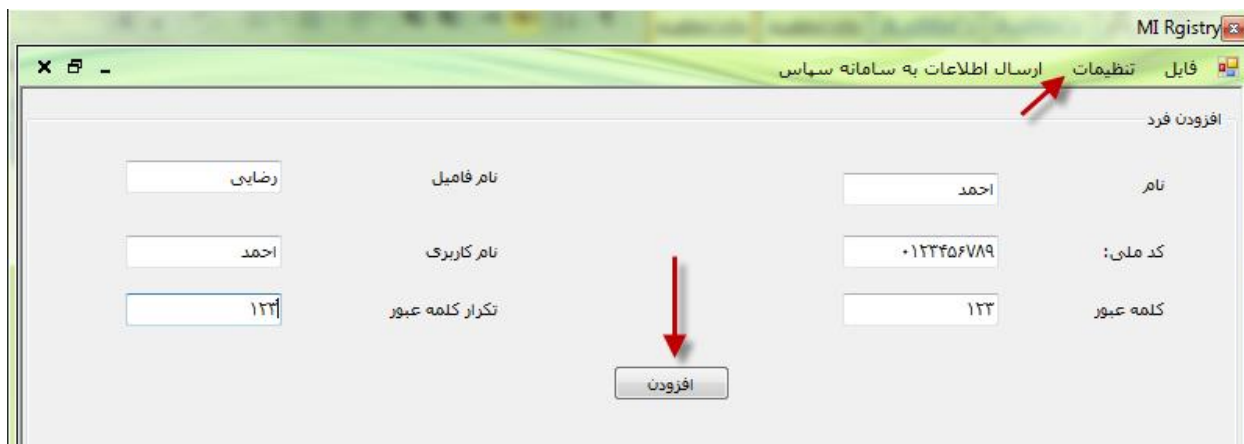 MI Rgistry
فایل تنظیمات ارسال اطلاعات به سامانه سپاس
افزودن فرد
نام احمد نام فامیل رضایی
کد ملی: ۰۱۲۳۴۵۶۷۸۹ نام کاربری احمد
کلمه عبور ۱۲۳ تکرار کلمه عبور ۱۲۳
افزودن